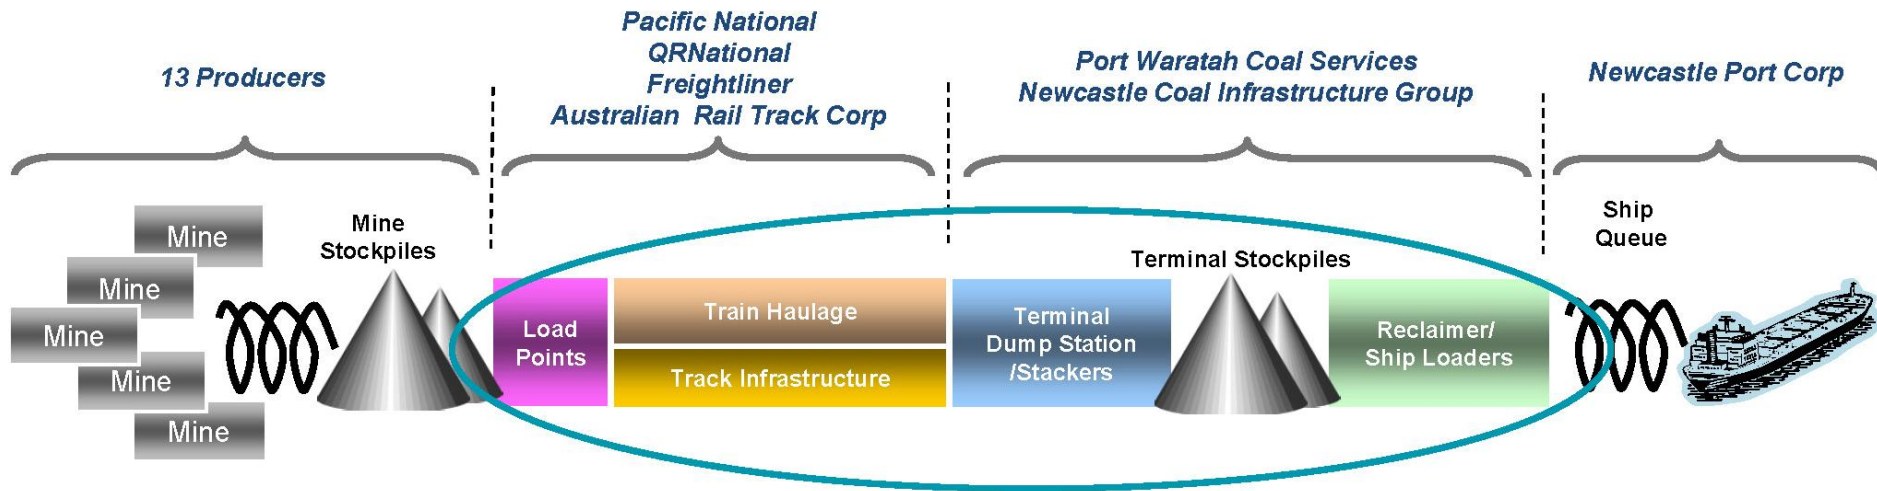 13 Producers
Pacific National
QRNational
Freightliner
Australian Rail Track Corp
Port Waratah Coal Services
Newcastle Coal Infrastructure Group
Newcastle Port Corp
Mine
Mine
Mine
Mine
Mine
Mine
Stockpiles
Load
Points
Train Haulage
Track Infrastructure
Terminal
Dump Station
/Stackers
Terminal Stockpiles
Reclaimer/
Ship Loaders
Ship
Queue